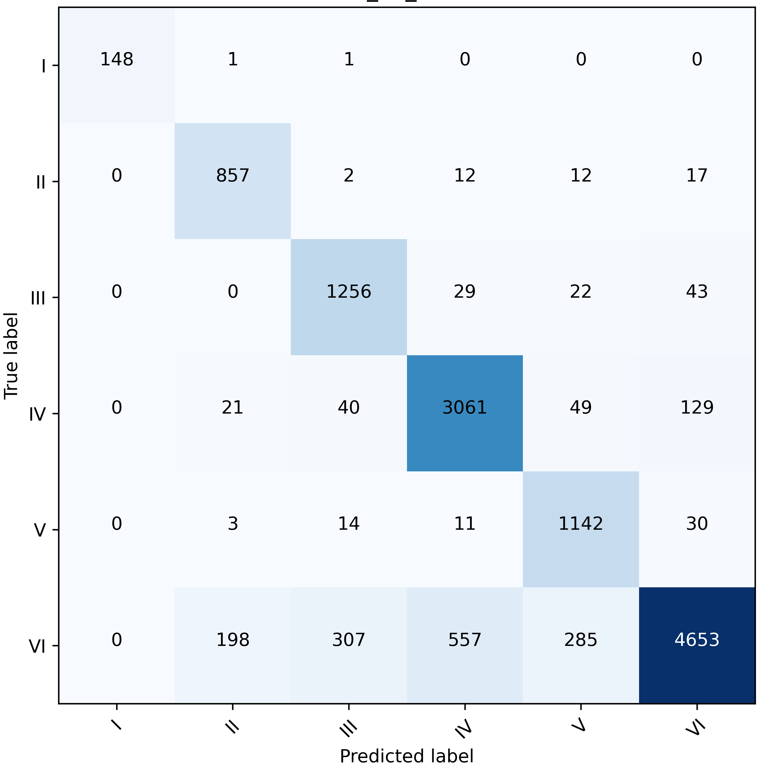 I 148 1 1 0 0 0
II 0 857 2 12 12 17
III 0 0 1256 29 22 43
IV 0 21 40 3061 49 129
V 0 3 14 11 1142 30
VI 0 198 307 557 285 4653
I II III IV V VI
True label
Predicted label